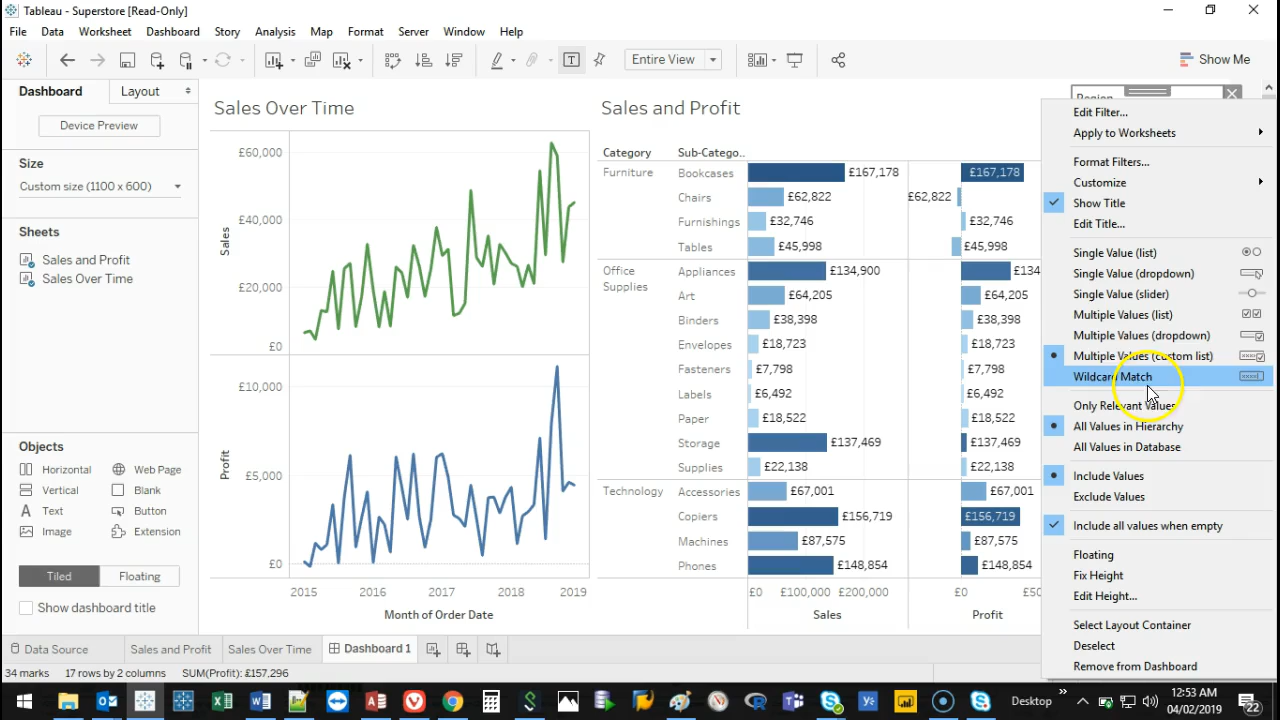 Tableau - Superstore [Read-Only]
File Data Worksheet Dashboard Story Analysis Map Format Server Window Help
Entire View
Show Me
Dashboard Layout
Device Preview
Size
Custom size (1100 x 600)
Sheets
Sales and Profit
Sales Over Time
Objects
Horizontal Web Page
Vertical Blank
Text Button
Image Extension
Tiled Floating
Show dashboard title
Sales Over Time
£60,000
£40,000
£20,000
£0
Sales
£10,000
£5,000
£0
Profit
2015 2016 2017 2018 2019
Month of Order Date
Sales and Profit
Category Sub-Catego..
Furniture Bookcases £167,178 £167,178
Chairs £62,822 £62,822
Furnishings £32,746 £32,746
Tables £45,998 £45,998
Office Supplies Appliances £134,900 £134
Art £64,205 £64,205
Binders £38,398 £38,398
Envelopes £18,723 £18,723
Fasteners £7,798 £7,798
Labels £6,492 £6,492
Paper £18,522 £18,522
Storage £137,469 £137,469
Supplies £22,138 £22,138
Technology Accessories £67,001 £67,001
Copiers £156,719 £156,719
Machines £87,575 £87,575
Phones £148,854 £148,854
£0 £100,000 £200,000 £0 £50
Sales Profit
Region
Edit Filter...
Apply to Worksheets
Format Filters...
Customize
Show Title
Edit Title...
Single Value (list)
Single Value (dropdown)
Single Value (slider)
Multiple Values (list)
Multiple Values (dropdown)
Multiple Values (custom list)
Wildcard Match
Only Relevant Values
All Values in Hierarchy
All Values in Database
Include Values
Exclude Values
Include all values when empty
Floating
Fix Height
Edit Height...
Select Layout Container
Deselect
Remove from Dashboard
Data Source Sales and Profit Sales Over Time Dashboard 1
34 marks 17 rows by 2 columns SUM(Profit): £157,296
Desktop
12:53 AM
04/02/2019
22